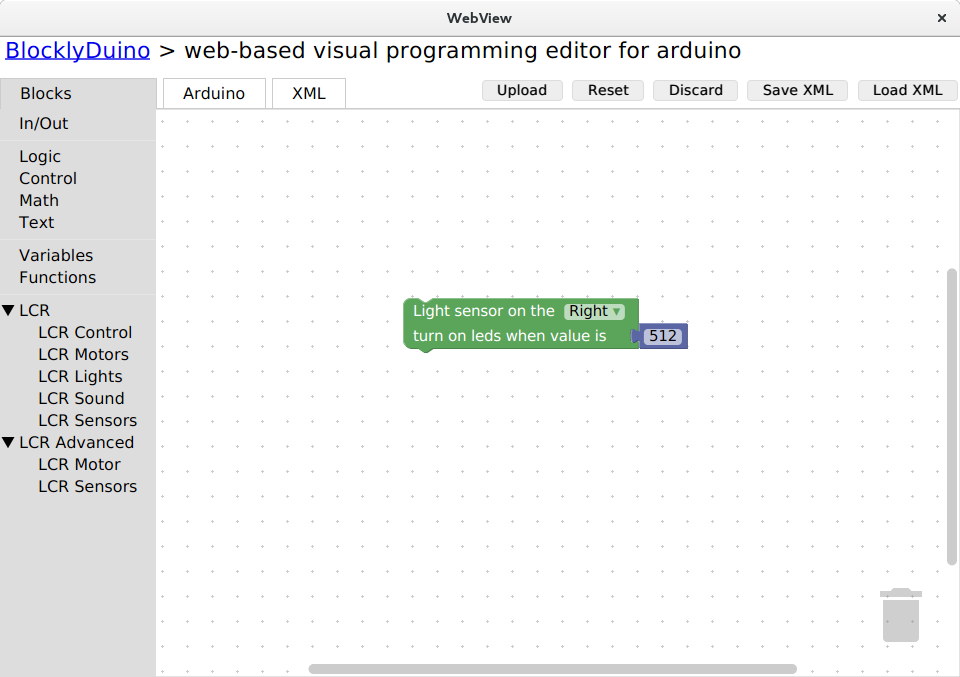 WebView ×
BlocklyDuino > web-based visual programming editor for arduino
Blocks Arduino XML Upload Reset Discard Save XML Load XML
In/Out
Logic
Control
Math
Text
Variables
Functions
LCR
LCR Control
LCR Motors
LCR Lights
LCR Sound
LCR Sensors
LCR Advanced
LCR Motor
LCR Sensors
Light sensor on the Right ▾
turn on leds when value is 512